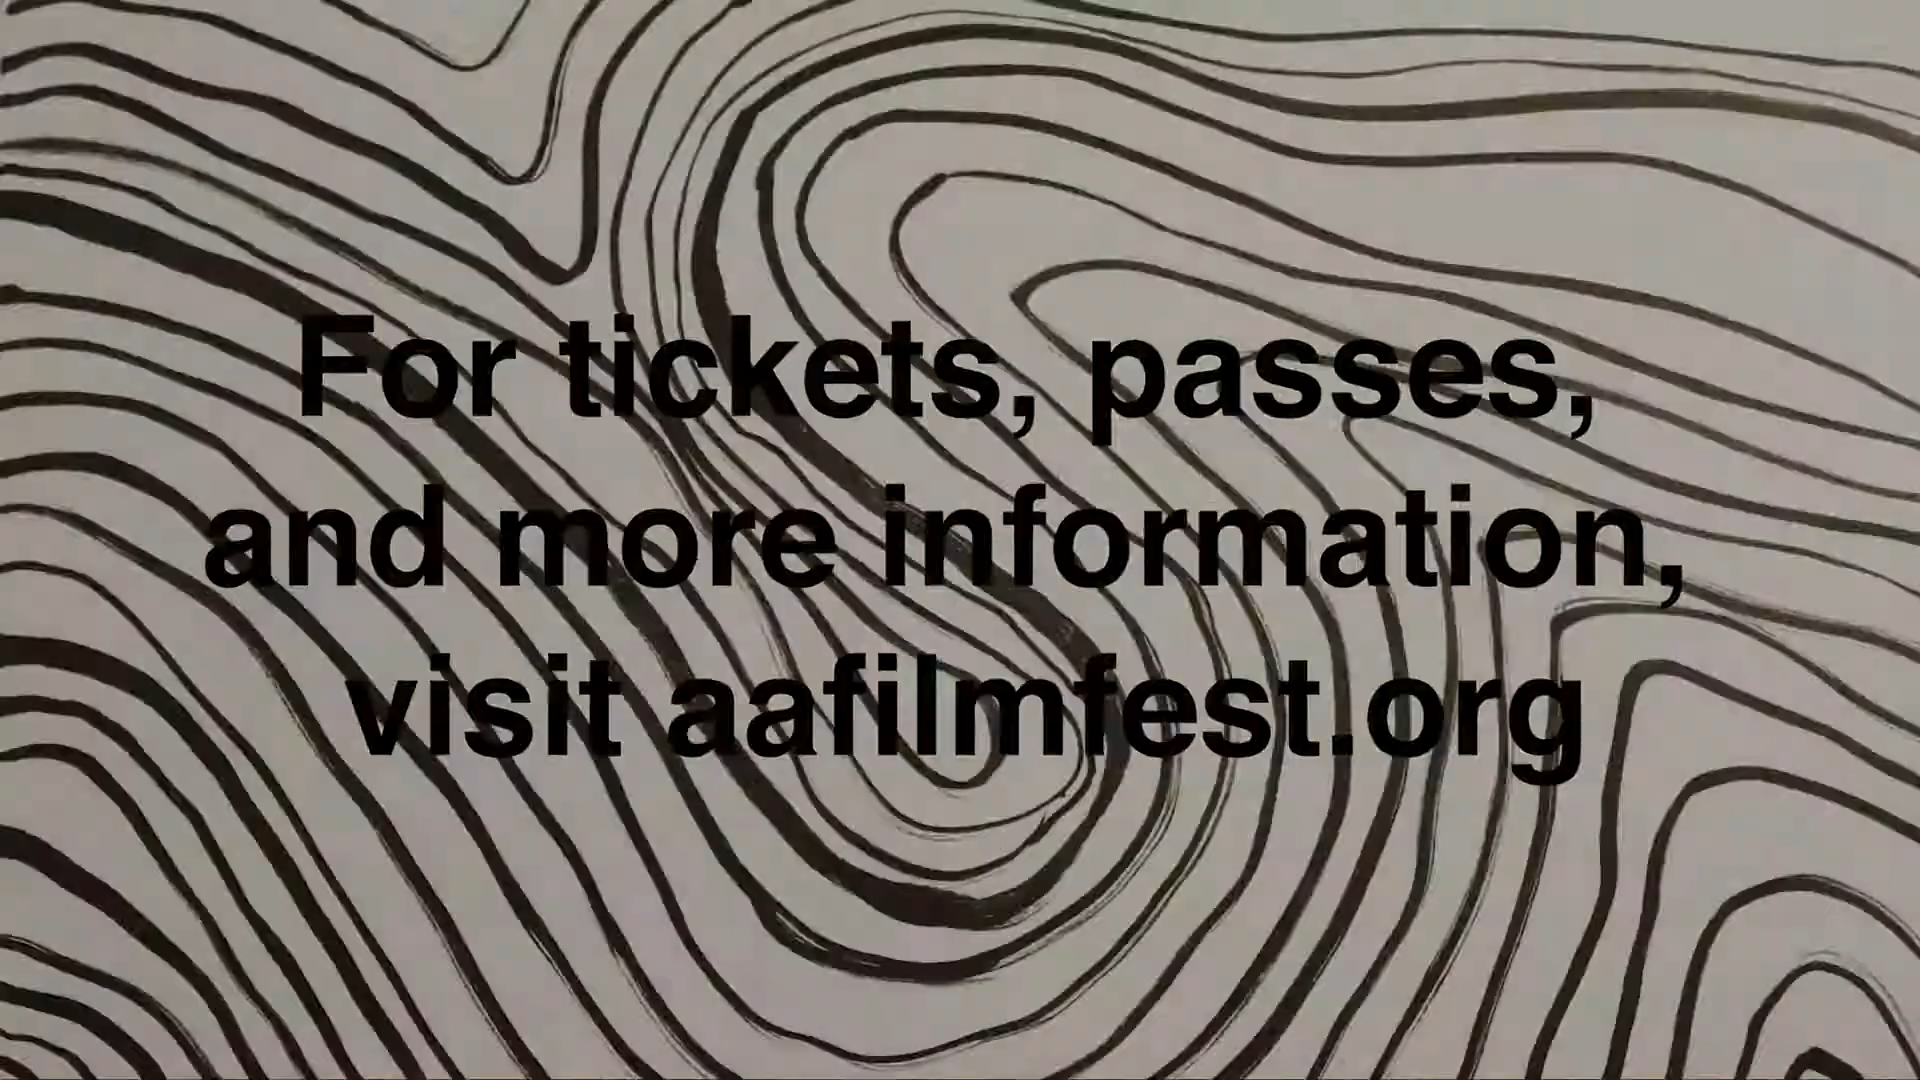 For tickets, passes,
and more information,
visit aafilmfest.org